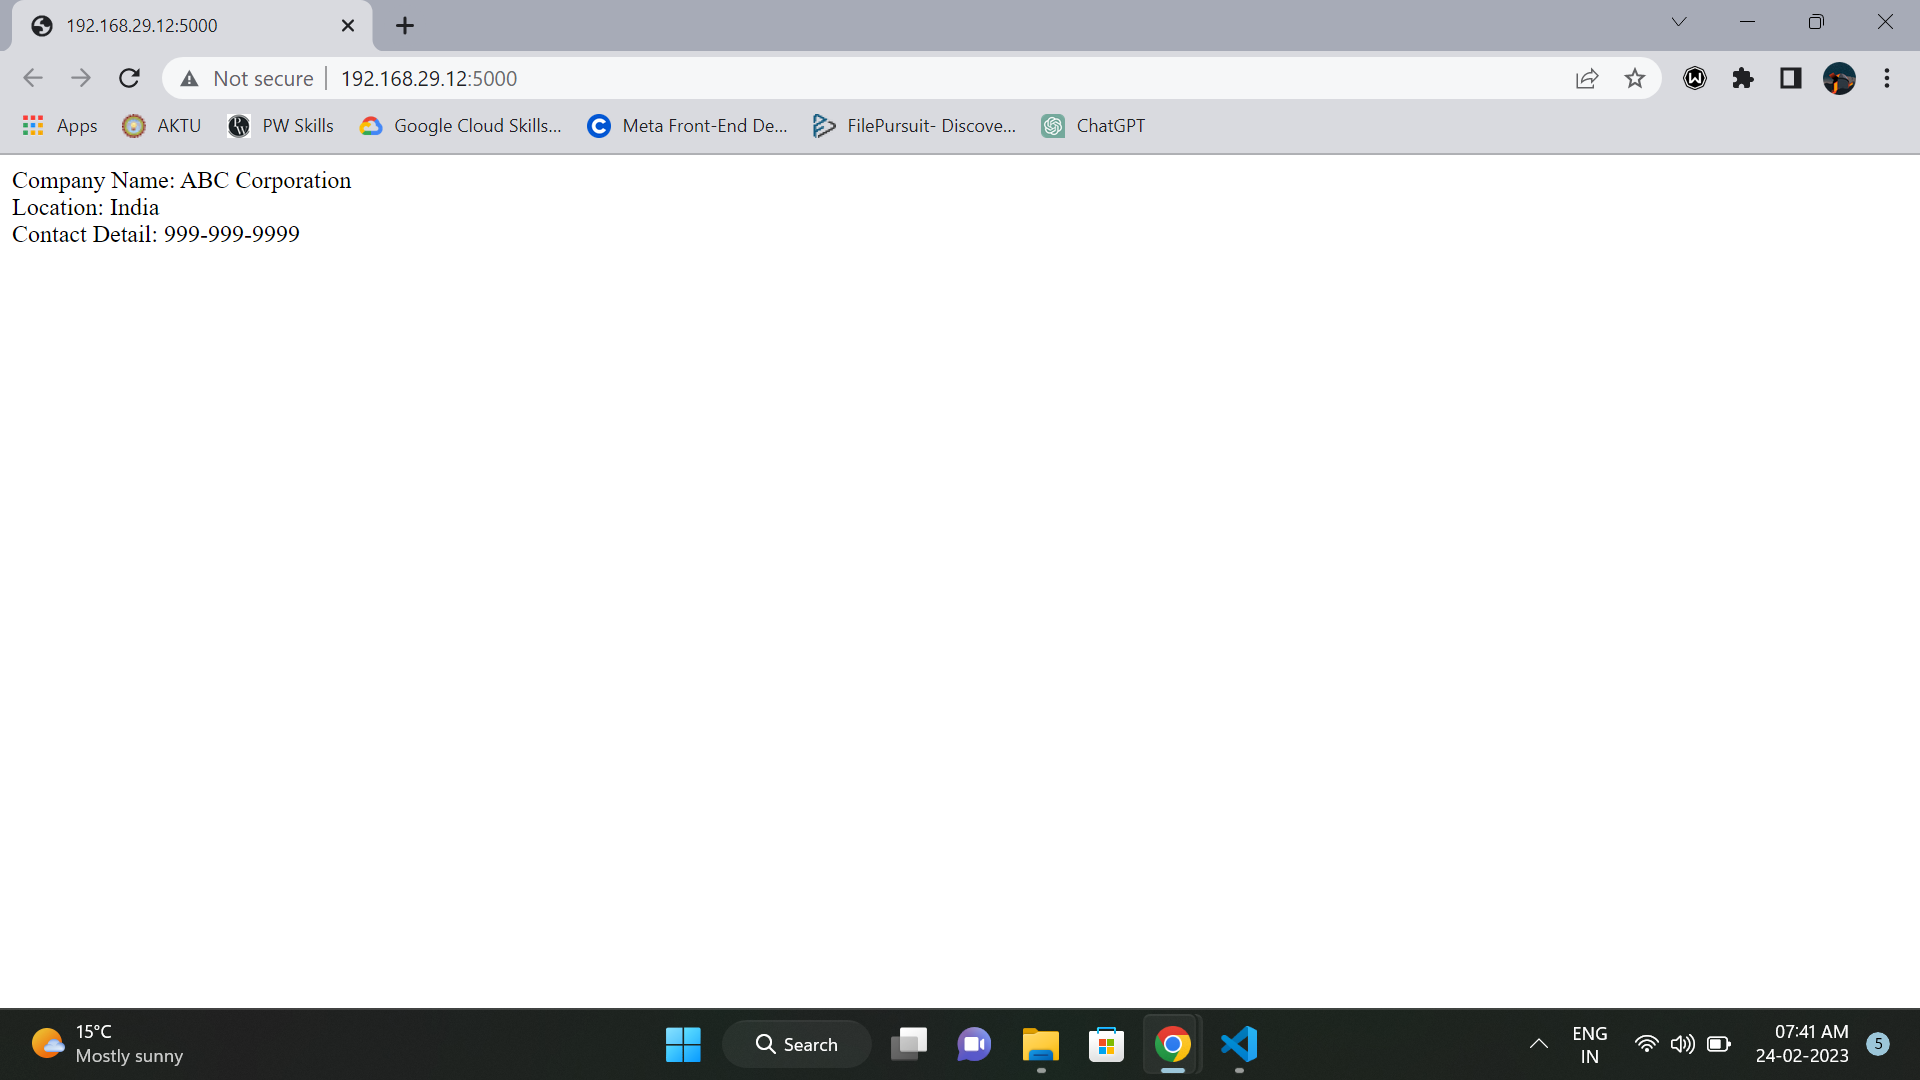 192.168.29.12:5000
Not secure 192.168.29.12:5000
Apps AKTU PW Skills Google Cloud Skills... Meta Front-End De... FilePursuit- Discove... ChatGPT
Company Name: ABC Corporation
Location: India
Contact Detail: 999-999-9999
15°C
Mostly sunny
Search
ENG
IN
07:41 AM
24-02-2023
5